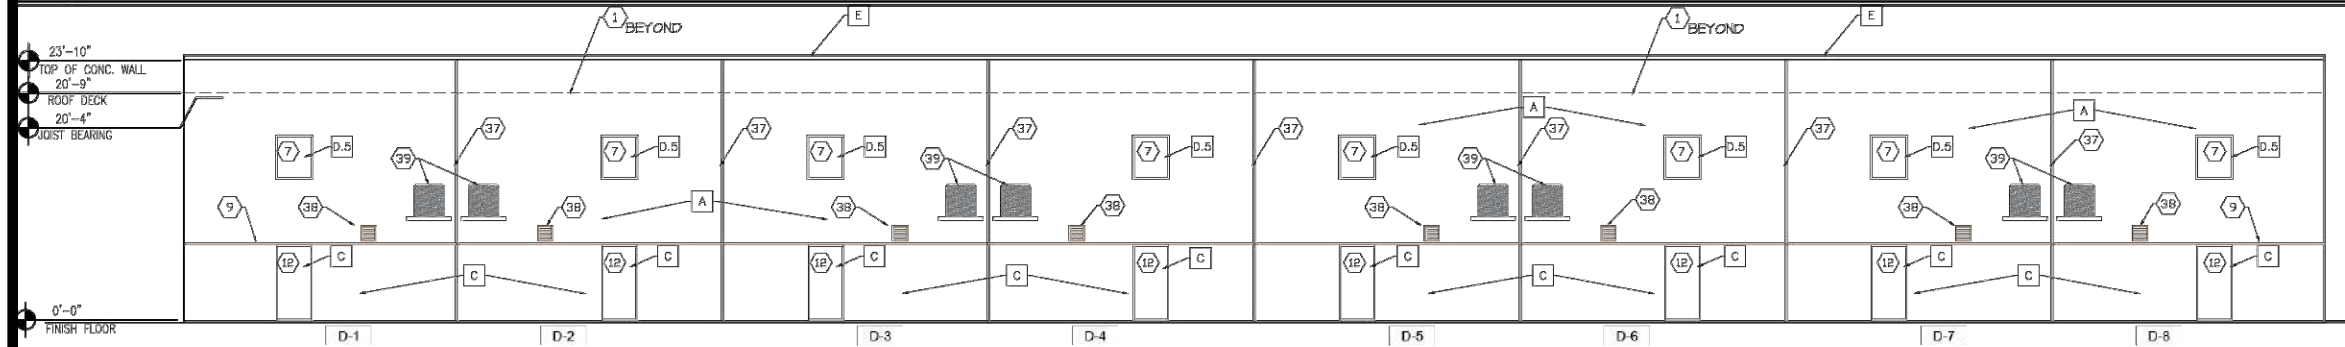 1 BEYOND E 1 BEYOND E
23'-10"
TOP OF CONC. WALL
20'-9"
ROOF DECK
20'-4"
JOIST BEARING
A A
37 37 37 37 37 37 37
7 D.5 7 D.5 7 D.5 7 D.5 7 D.5 7 D.5 7 D.5 7 D.5
39 39 39 39
9 38 38 A 38 38 38 38 38 38 9
12 C 12 C 12 C 12 C 12 C 12 C 12 C 12 C
C C C C
0'-0"
FINISH FLOOR
D-1 D-2 D-3 D-4 D-5 D-6 D-7 D-8